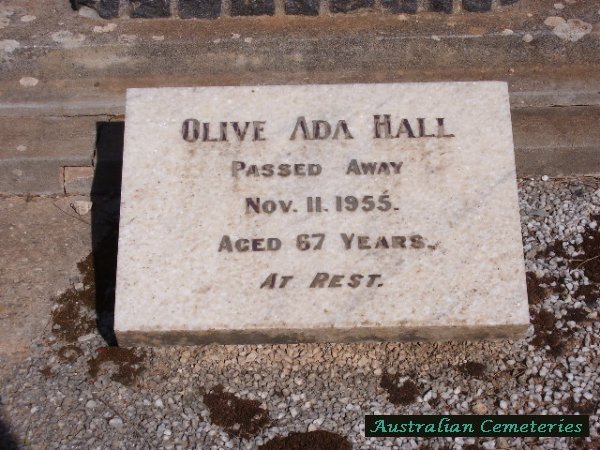 Olive Ada Hall
Passed Away
Nov. 11. 1955.
Aged 67 Years.
At Rest.
Australian Cemeteries